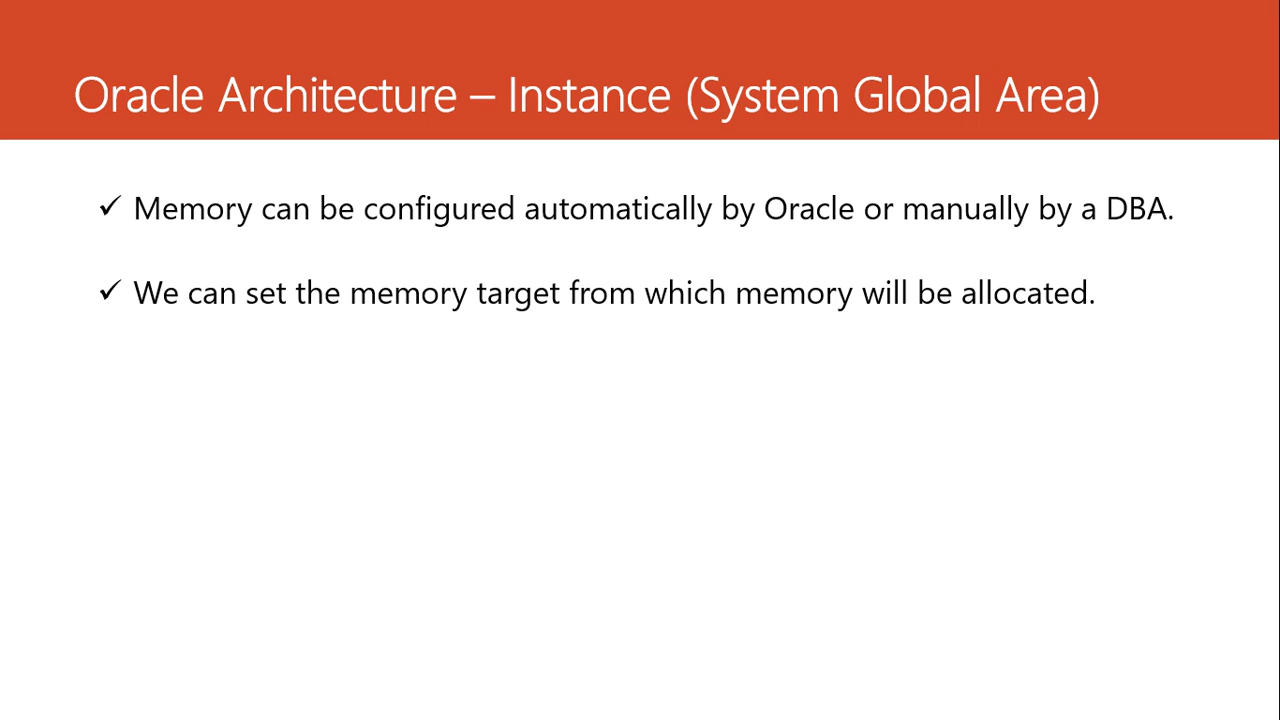 Oracle Architecture – Instance (System Global Area)
✓ Memory can be configured automatically by Oracle or manually by a DBA.
✓ We can set the memory target from which memory will be allocated.